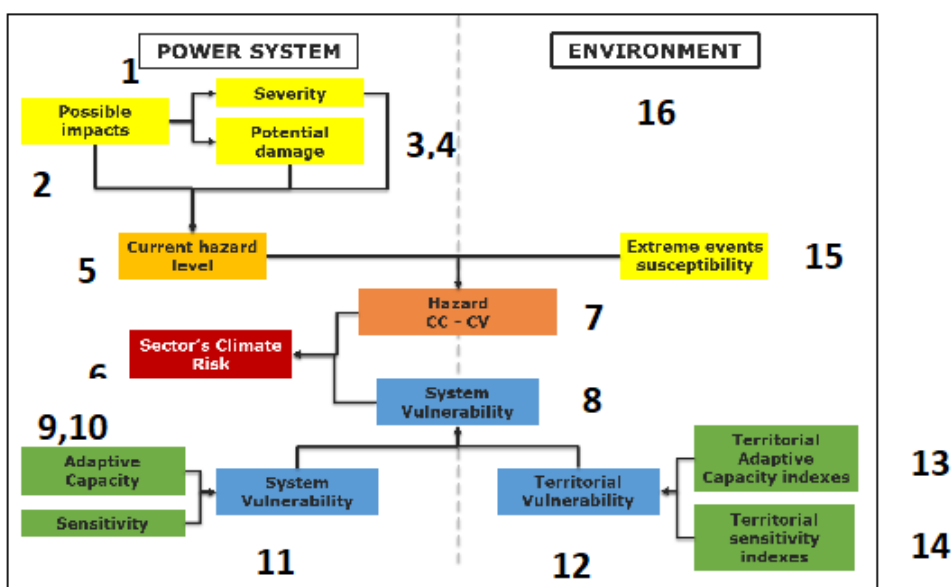 POWER SYSTEM
ENVIRONMENT
1
Severity
Possible
impacts
16
Potential
damage
3,4
2
Current hazard
level
Extreme events
susceptibility
15
5
Hazard
CC - CV
7
Sector's Climate
Risk
6
System
Vulnerability
8
9,10
Adaptive
Capacity
Sensitivity
System
Vulnerability
Territorial
Vulnerability
Territorial
Adaptive
Capacity indexes
13
Territorial
sensitivity
indexes
14
11
12